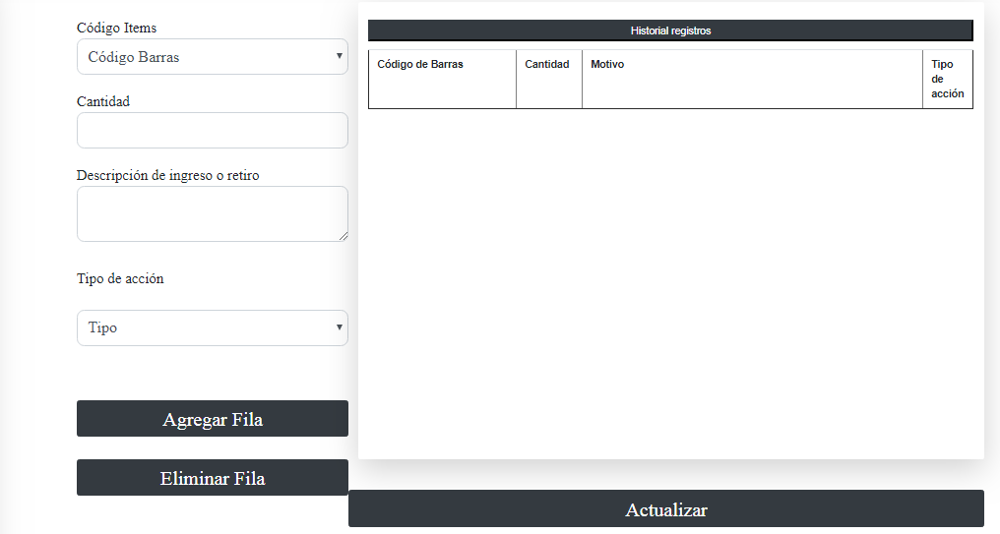 Código Items
Código Barras
Cantidad
Descripción de ingreso o retiro
Tipo de acción
Tipo
Agregar Fila
Eliminar Fila
Historial registros
Código de Barras
Cantidad
Motivo
Tipo
de
acción
Actualizar